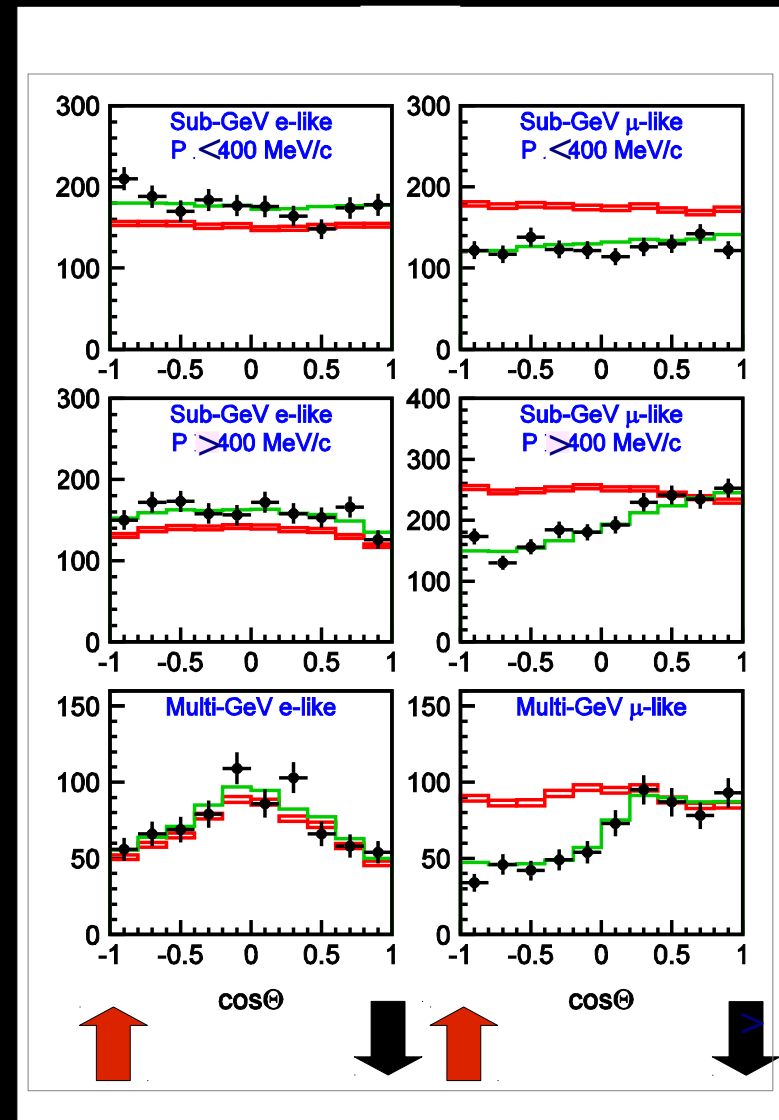 300
200
100
0
Sub-GeV e-like
P .<400 MeV/c
-1 -0.5 0 0.5 1
300
200
100
0
Sub-GeV μ-like
P .<400 MeV/c
-1 -0.5 0 0.5 1
300
200
100
0
Sub-GeV e-like
P >400 MeV/c
-1 -0.5 0 0.5 1
400
300
200
100
0
Sub-GeV μ-like
P >400 MeV/c
-1 -0.5 0 0.5 1
150
100
50
0
Multi-GeV e-like
-1 -0.5 0 0.5 1
cosΘ
150
100
50
0
Multi-GeV μ-like
-1 -0.5 0 0.5 1
cosΘ
>